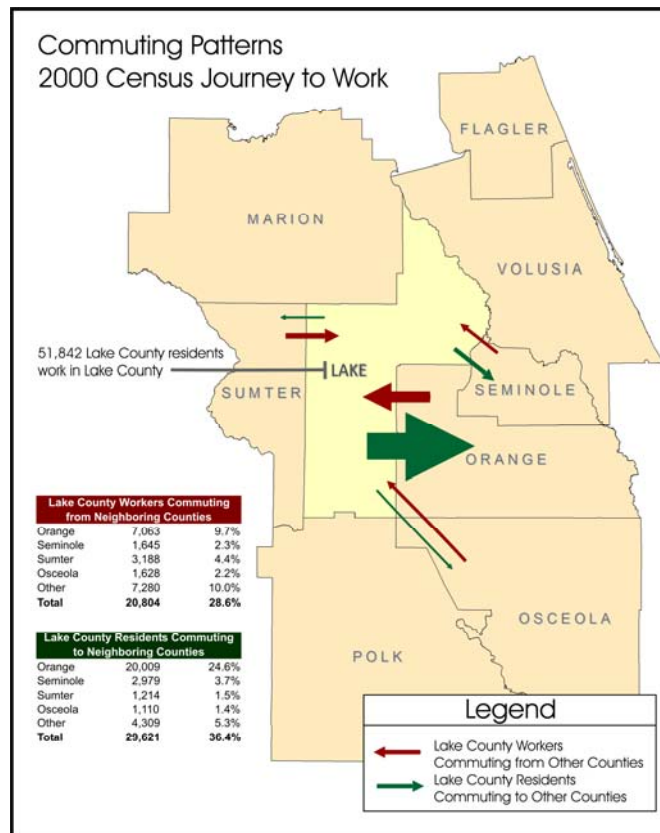 Commuting Patterns
2000 Census Journey to Work
FLAGLER
MARION
VOLUSIA
51,842 Lake County residents
work in Lake County
LAKE
SUMTER
SEMINOLE
ORANGE
Lake County Workers Commuting
from Neighboring Counties
Orange 7,063 9.7%
Seminole 1,645 2.3%
Sumter 3,188 4.4%
Osceola 1,628 2.2%
Other 7,280 10.0%
Total 20,804 28.6%
OSCEOLA
POLK
Lake County Residents Commuting
to Neighboring Counties
Orange 20,009 24.6%
Seminole 2,979 3.7%
Sumter 1,214 1.5%
Osceola 1,110 1.4%
Other 4,309 5.3%
Total 29,621 36.4%
Legend
Lake County Workers
Commuting from Other Counties
Lake County Residents
Commuting to Other Counties